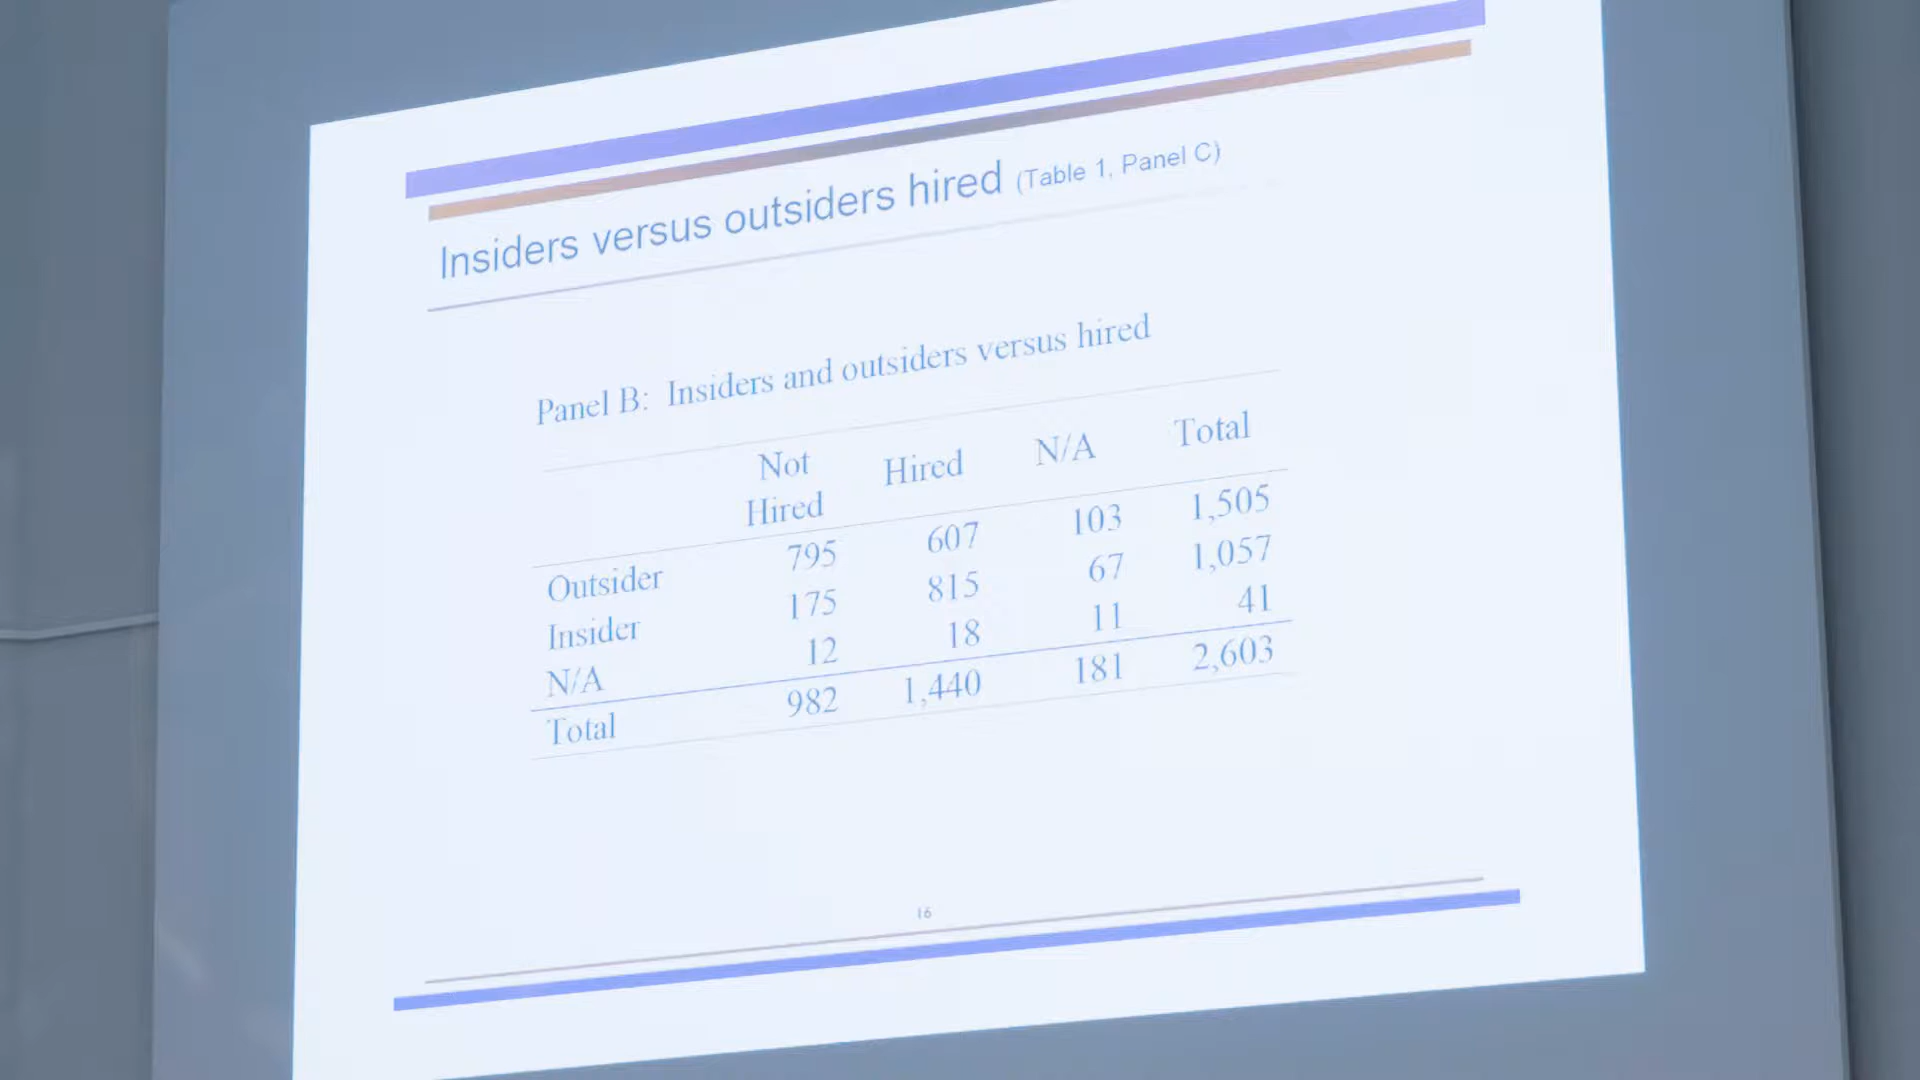 Insiders versus outsiders hired (Table 1, Panel C)
Panel B: Insiders and outsiders versus hired
Not Hired Hired N/A Total
Outsider 795 607 103 1,505
Insider 175 815 67 1,057
N/A 12 18 11 41
Total 982 1,440 181 2,603
16